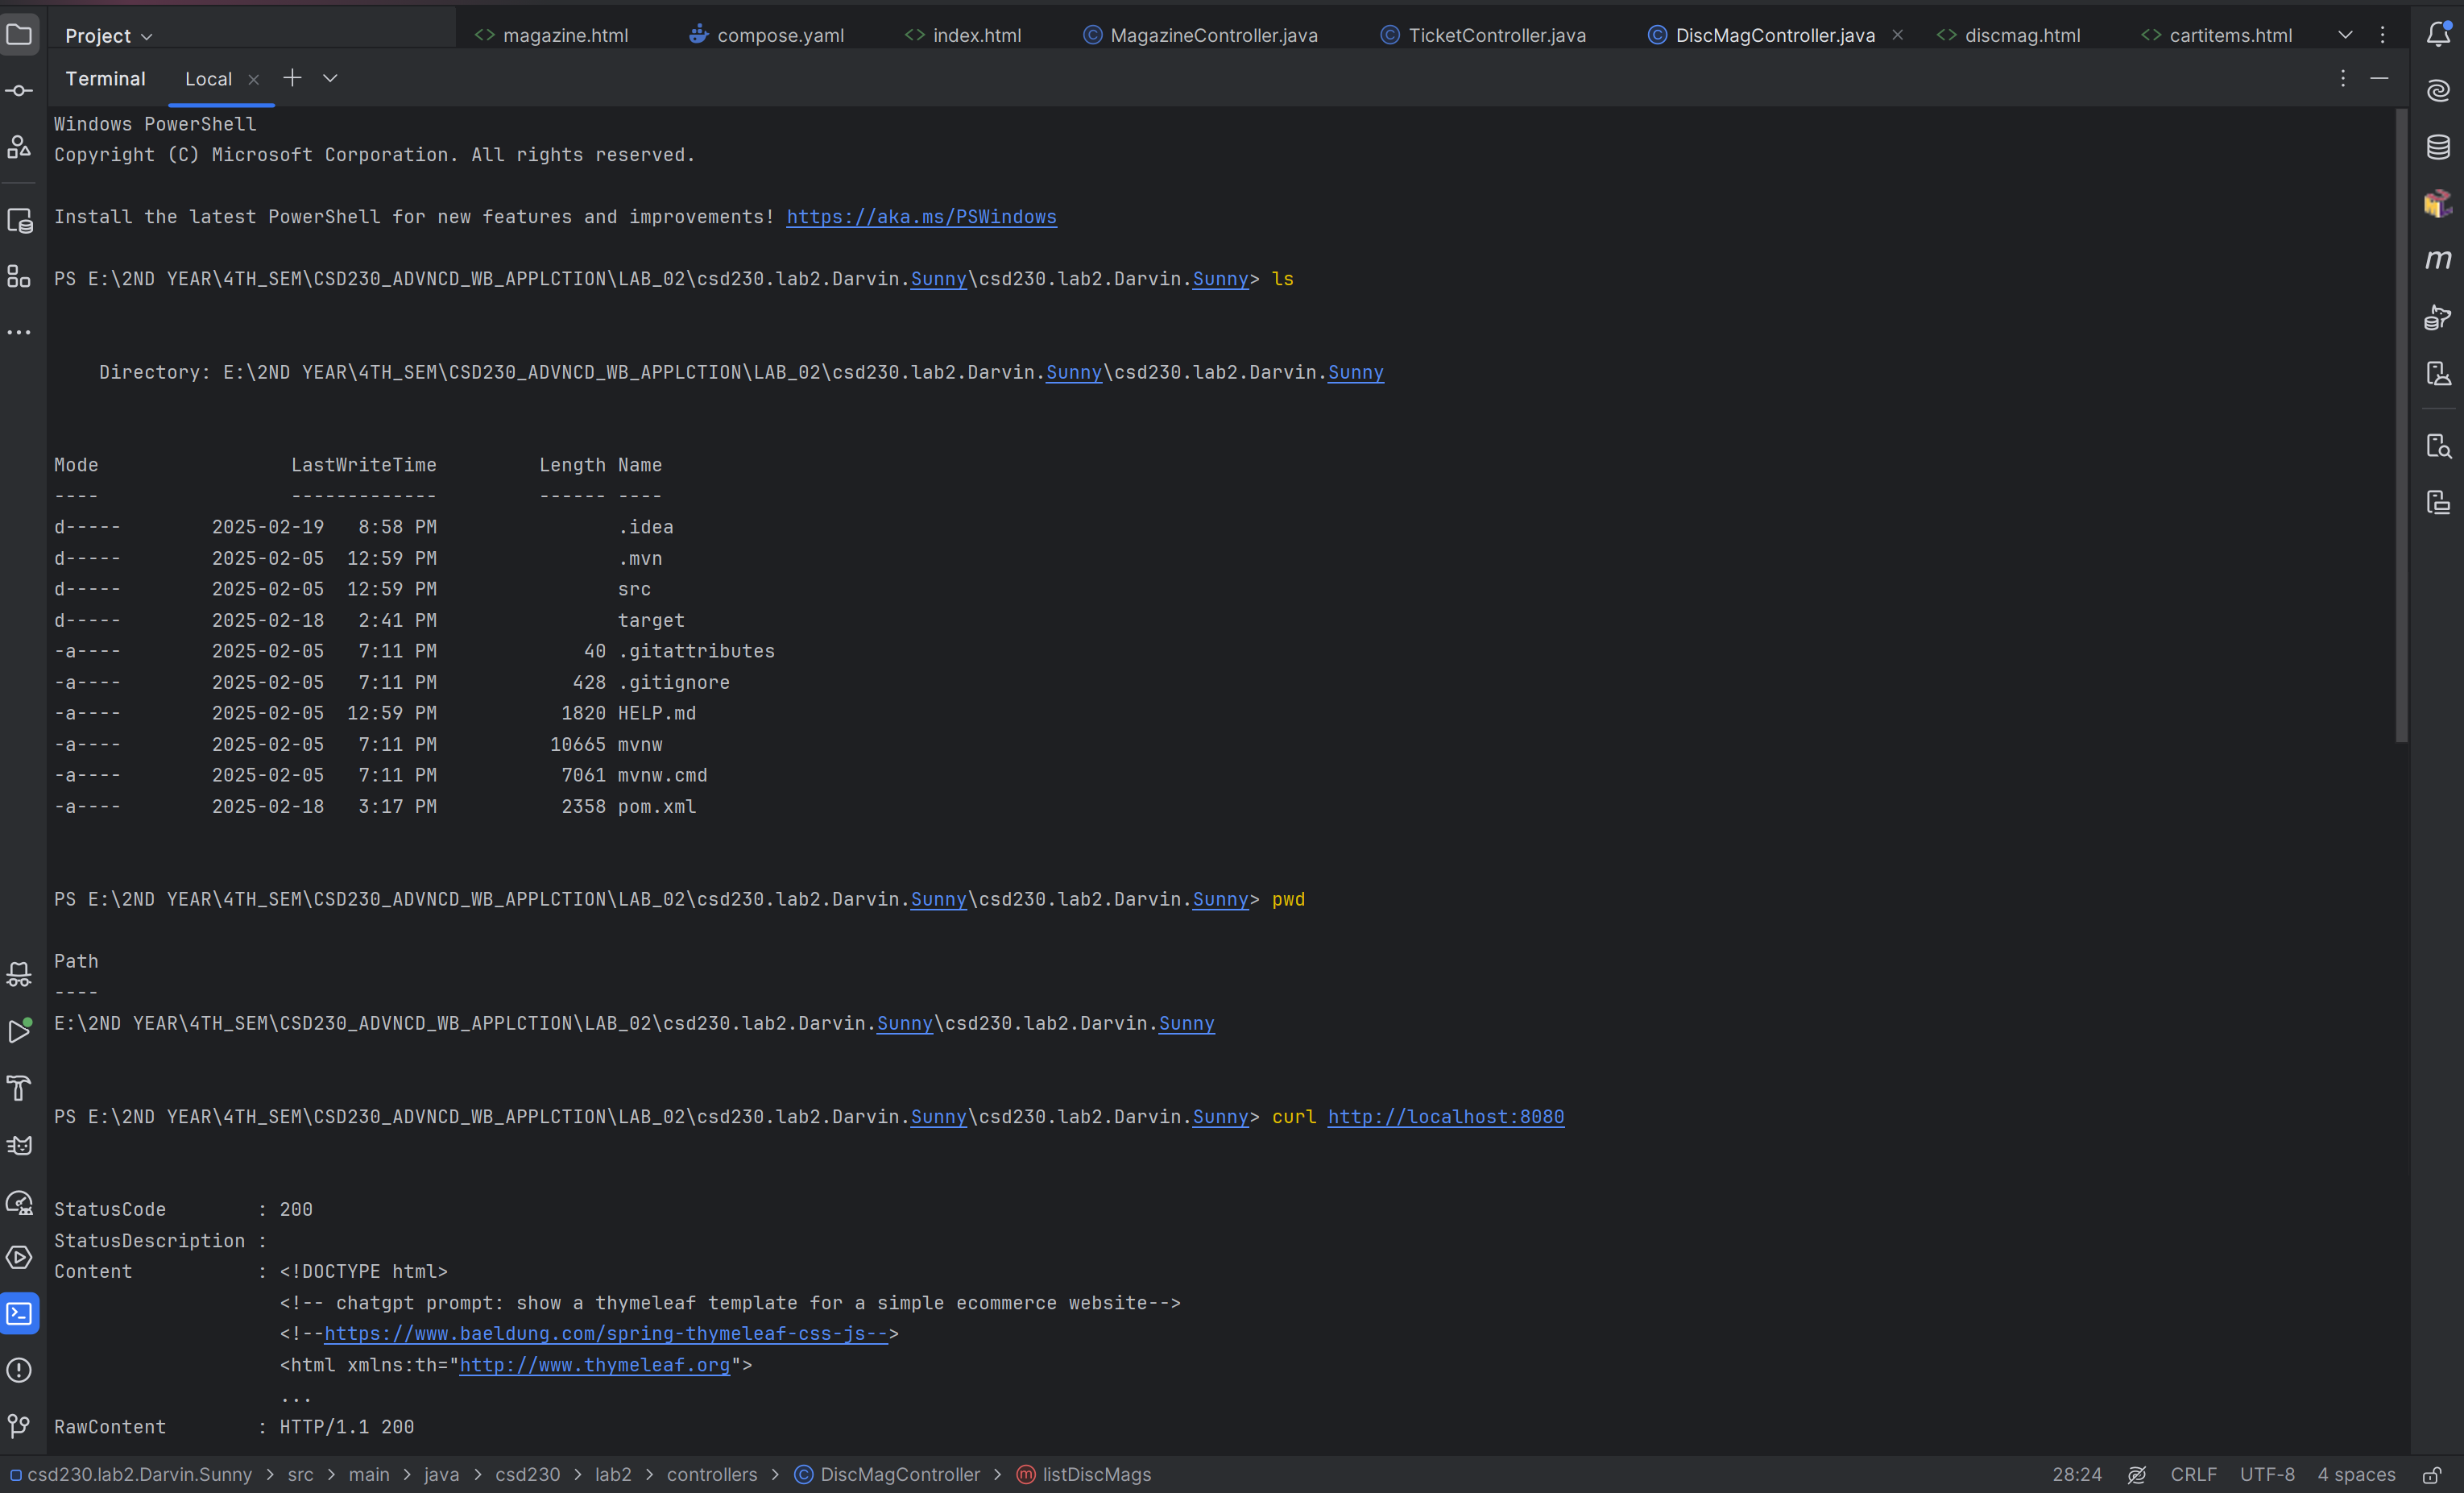 Project
magazine.html compose.yaml index.html MagazineController.java TicketController.java DiscMagController.java discmag.html cartitems.html
Terminal Local
Windows PowerShell
Copyright (C) Microsoft Corporation. All rights reserved.
Install the latest PowerShell for new features and improvements! https://aka.ms/PSWindows
PS E:\2ND YEAR\4TH_SEM\CSD230_ADVNCD_WB_APPLCTION\LAB_02\csd230.lab2.Darvin.Sunny\csd230.lab2.Darvin.Sunny> ls
Directory: E:\2ND YEAR\4TH_SEM\CSD230_ADVNCD_WB_APPLCTION\LAB_02\csd230.lab2.Darvin.Sunny\csd230.lab2.Darvin.Sunny
Mode LastWriteTime Length Name
---- ------------- ------ ----
d----- 2025-02-19 8:58 PM .idea
d----- 2025-02-05 12:59 PM .mvn
d----- 2025-02-05 12:59 PM src
d----- 2025-02-18 2:41 PM target
-a---- 2025-02-05 7:11 PM 40 .gitattributes
-a---- 2025-02-05 7:11 PM 428 .gitignore
-a---- 2025-02-05 12:59 PM 1820 HELP.md
-a---- 2025-02-05 7:11 PM 10665 mvnw
-a---- 2025-02-05 7:11 PM 7061 mvnw.cmd
-a---- 2025-02-18 3:17 PM 2358 pom.xml
PS E:\2ND YEAR\4TH_SEM\CSD230_ADVNCD_WB_APPLCTION\LAB_02\csd230.lab2.Darvin.Sunny\csd230.lab2.Darvin.Sunny> pwd
Path
----
E:\2ND YEAR\4TH_SEM\CSD230_ADVNCD_WB_APPLCTION\LAB_02\csd230.lab2.Darvin.Sunny\csd230.lab2.Darvin.Sunny
PS E:\2ND YEAR\4TH_SEM\CSD230_ADVNCD_WB_APPLCTION\LAB_02\csd230.lab2.Darvin.Sunny\csd230.lab2.Darvin.Sunny> curl http://localhost:8080
StatusCode : 200
StatusDescription :
Content : <!DOCTYPE html>
<!-- chatgpt prompt: show a thymeleaf template for a simple ecommerce website-->
<!--https://www.baeldung.com/spring-thymeleaf-css-js-->
<html xmlns:th="http://www.thymeleaf.org">
...
RawContent : HTTP/1.1 200
csd230.lab2.Darvin.Sunny > src > main > java > csd230 > lab2 > controllers > DiscMagController > listDiscMags 28:24 CRLF UTF-8 4 spaces